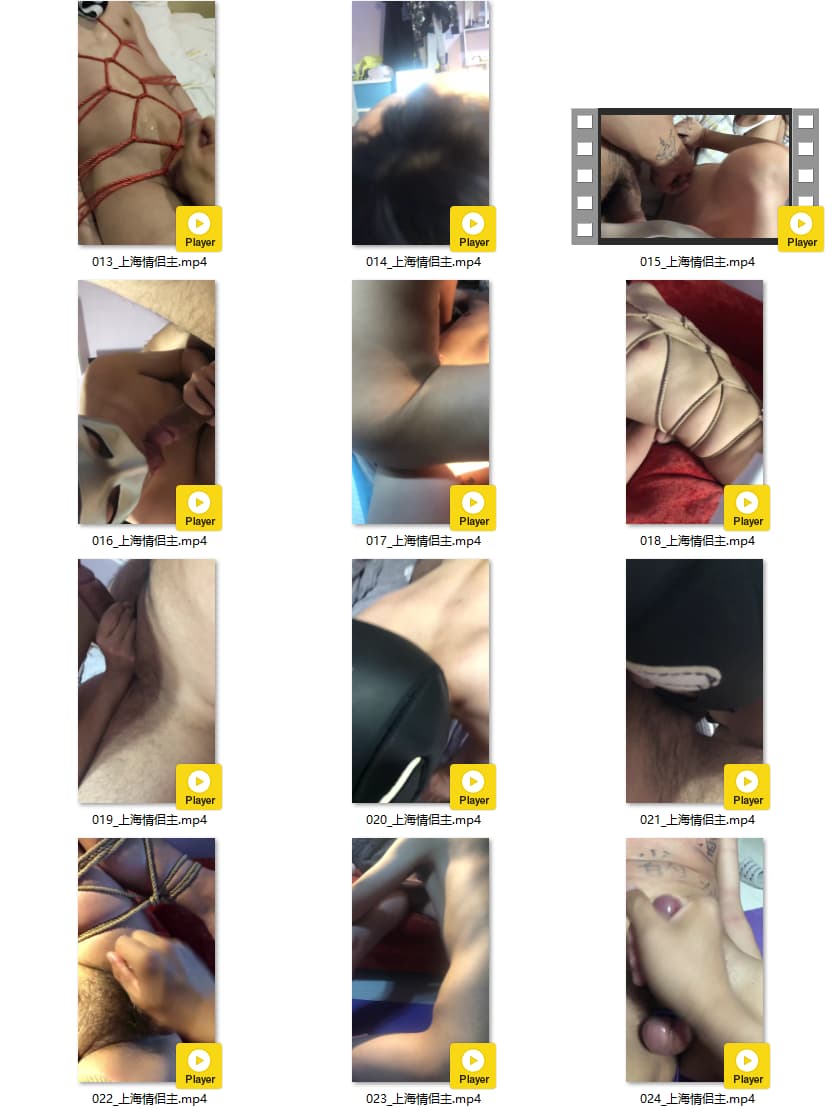 Player
Player
Player
013_上海情侣主.mp4
014_上海情侣主.mp4
015_上海情侣主.mp4
Player
Player
Player
016_上海情侣主.mp4
017_上海情侣主.mp4
018_上海情侣主.mp4
Player
Player
Player
019_上海情侣主.mp4
020_上海情侣主.mp4
021_上海情侣主.mp4
Player
Player
Player
022_上海情侣主.mp4
023_上海情侣主.mp4
024_上海情侣主.mp4